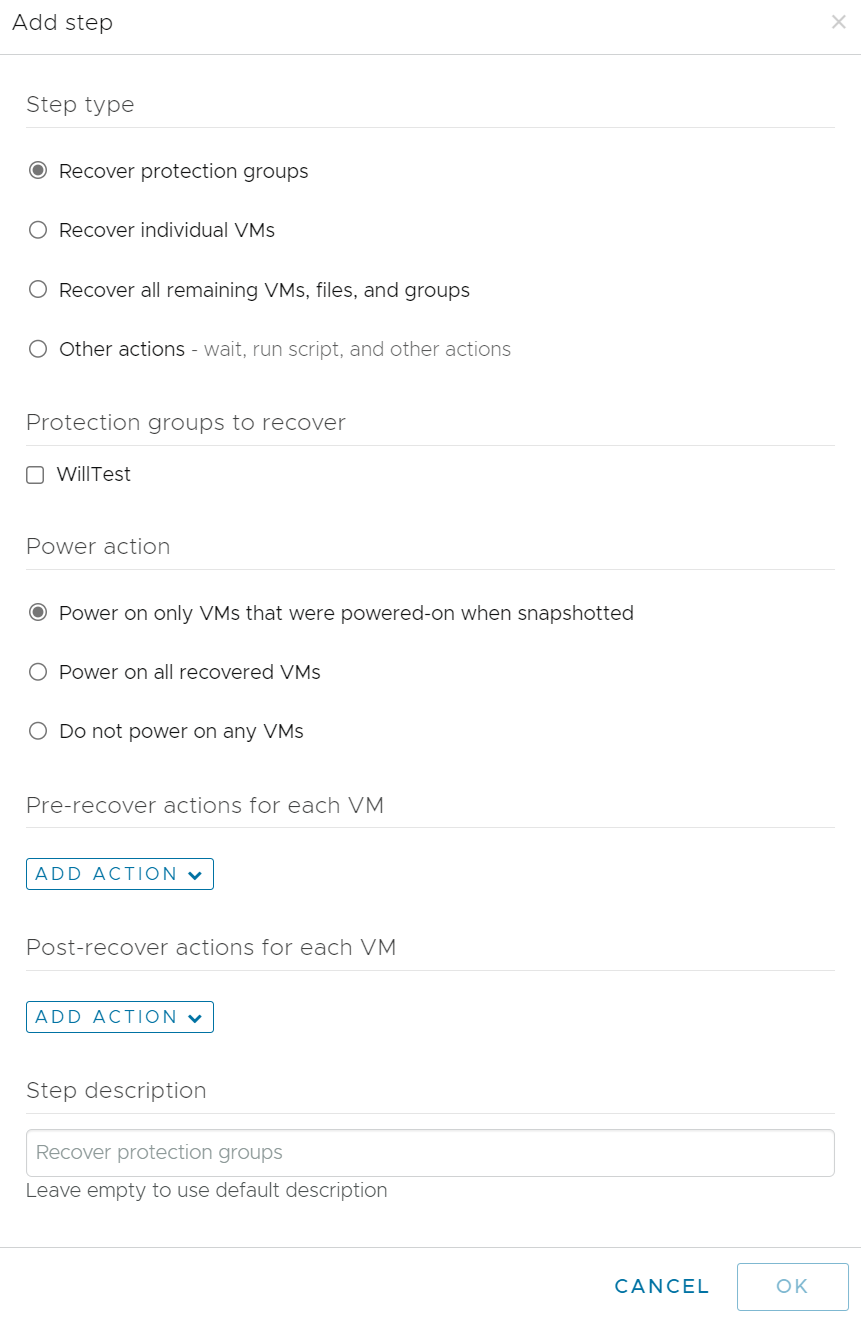 Add step
Step type
Recover protection groups
Recover individual VMs
Recover all remaining VMs, files, and groups
Other actions - wait, run script, and other actions
Protection groups to recover
WillTest
Power action
Power on only VMs that were powered-on when snapshotted
Power on all recovered VMs
Do not power on any VMs
Pre-recover actions for each VM
ADD ACTION
Post-recover actions for each VM
ADD ACTION
Step description
Recover protection groups
Leave empty to use default description
CANCEL OK